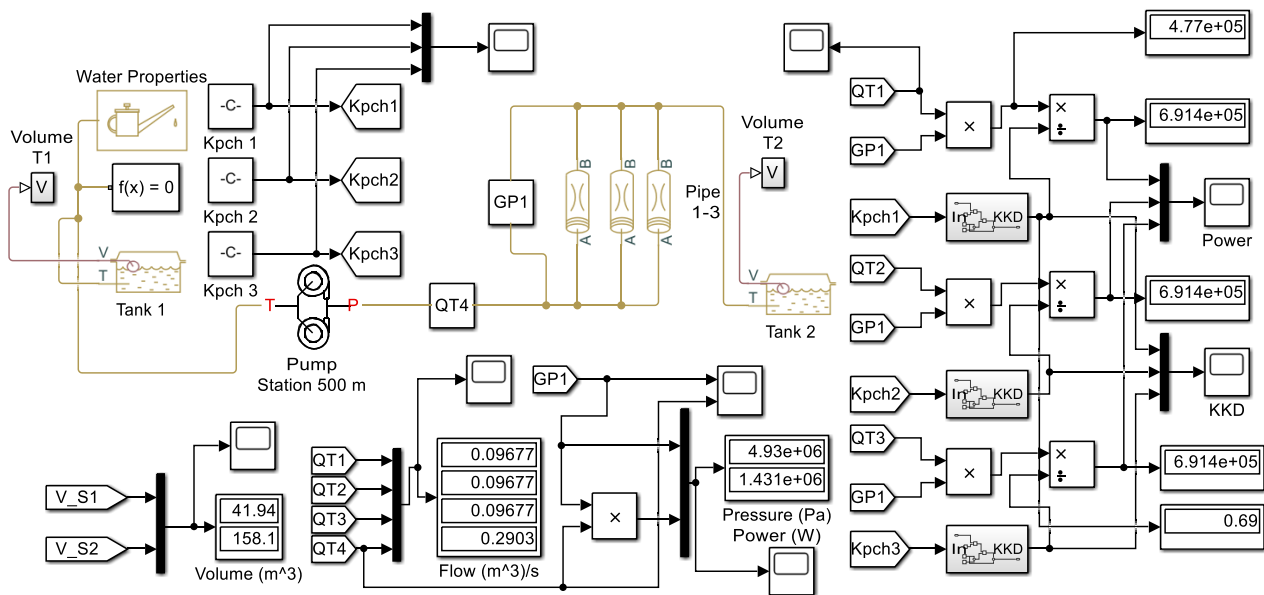 Water Properties
Volume
T1
V
f(x) = 0
V
T
Tank 1
-C-
Kpch 1
-C-
Kpch 2
-C-
Kpch 3
Kpch1
Kpch2
Kpch3
T
P
Pump
Station 500 m
QT4
GP1
B
A
B
A
B
A
Pipe
1-3
Volume
T2
V
V
T
Tank 2
V_S1
V_S2
41.94
158.1
Volume (m^3)
QT1
QT2
QT3
QT4
0.09677
0.09677
0.09677
0.2903
Flow (m^3)/s
GP1
×
4.93e+06
1.431e+06
Pressure (Pa)
Power (W)
QT1
GP1
×
×
÷
4.77e+05
6.914e+05
Kpch1
In
KKD
Power
QT2
GP1
×
×
÷
6.914e+05
Kpch2
In
KKD
KKD
QT3
GP1
×
×
÷
6.914e+05
0.69
Kpch3
In
KKD